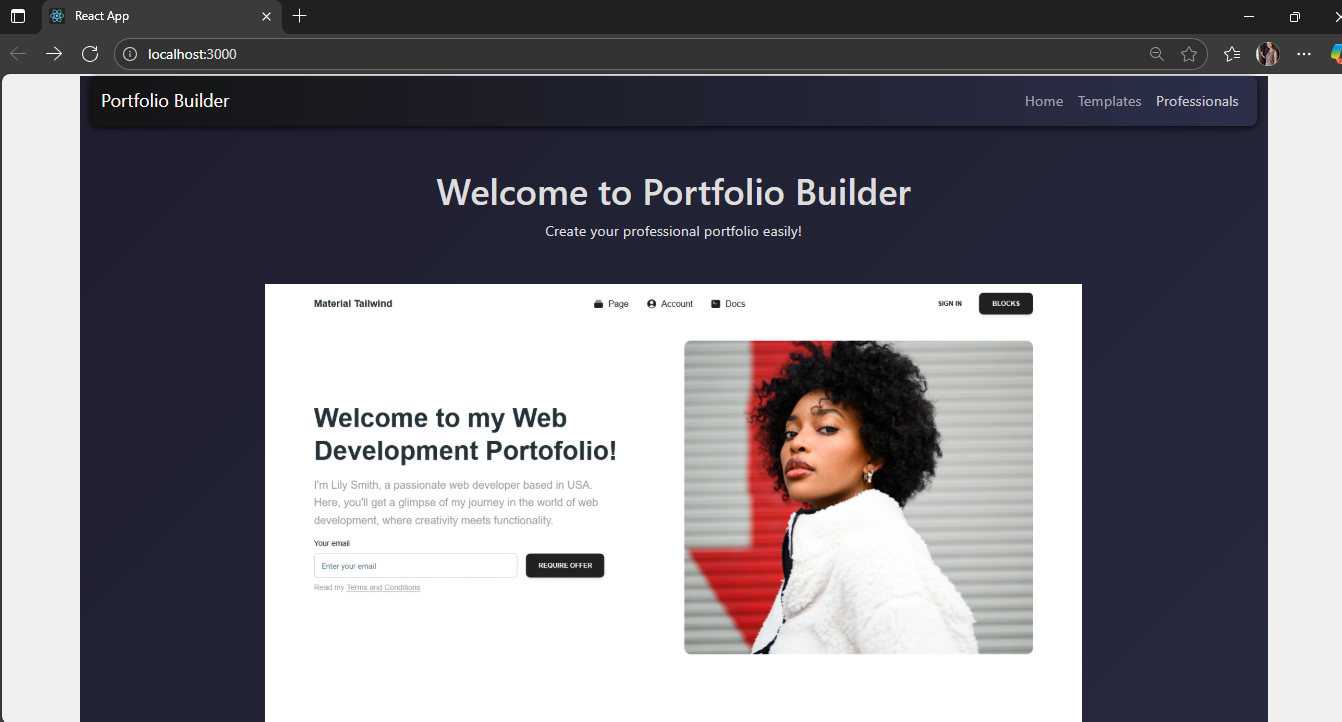 React App
localhost:3000
Portfolio Builder
Home Templates Professionals
Welcome to Portfolio Builder
Create your professional portfolio easily!
Material Tailwind
Page Account Docs
SIGN IN BLOCKS
Welcome to my Web
Development Portofolio!
I'm Lily Smith, a passionate web developer based in USA.
Here, you'll get a glimpse of my journey in the world of web
development, where creativity meets functionality.
Your email
Enter your email
REQUIRE OFFER
Read my Terms and Conditions